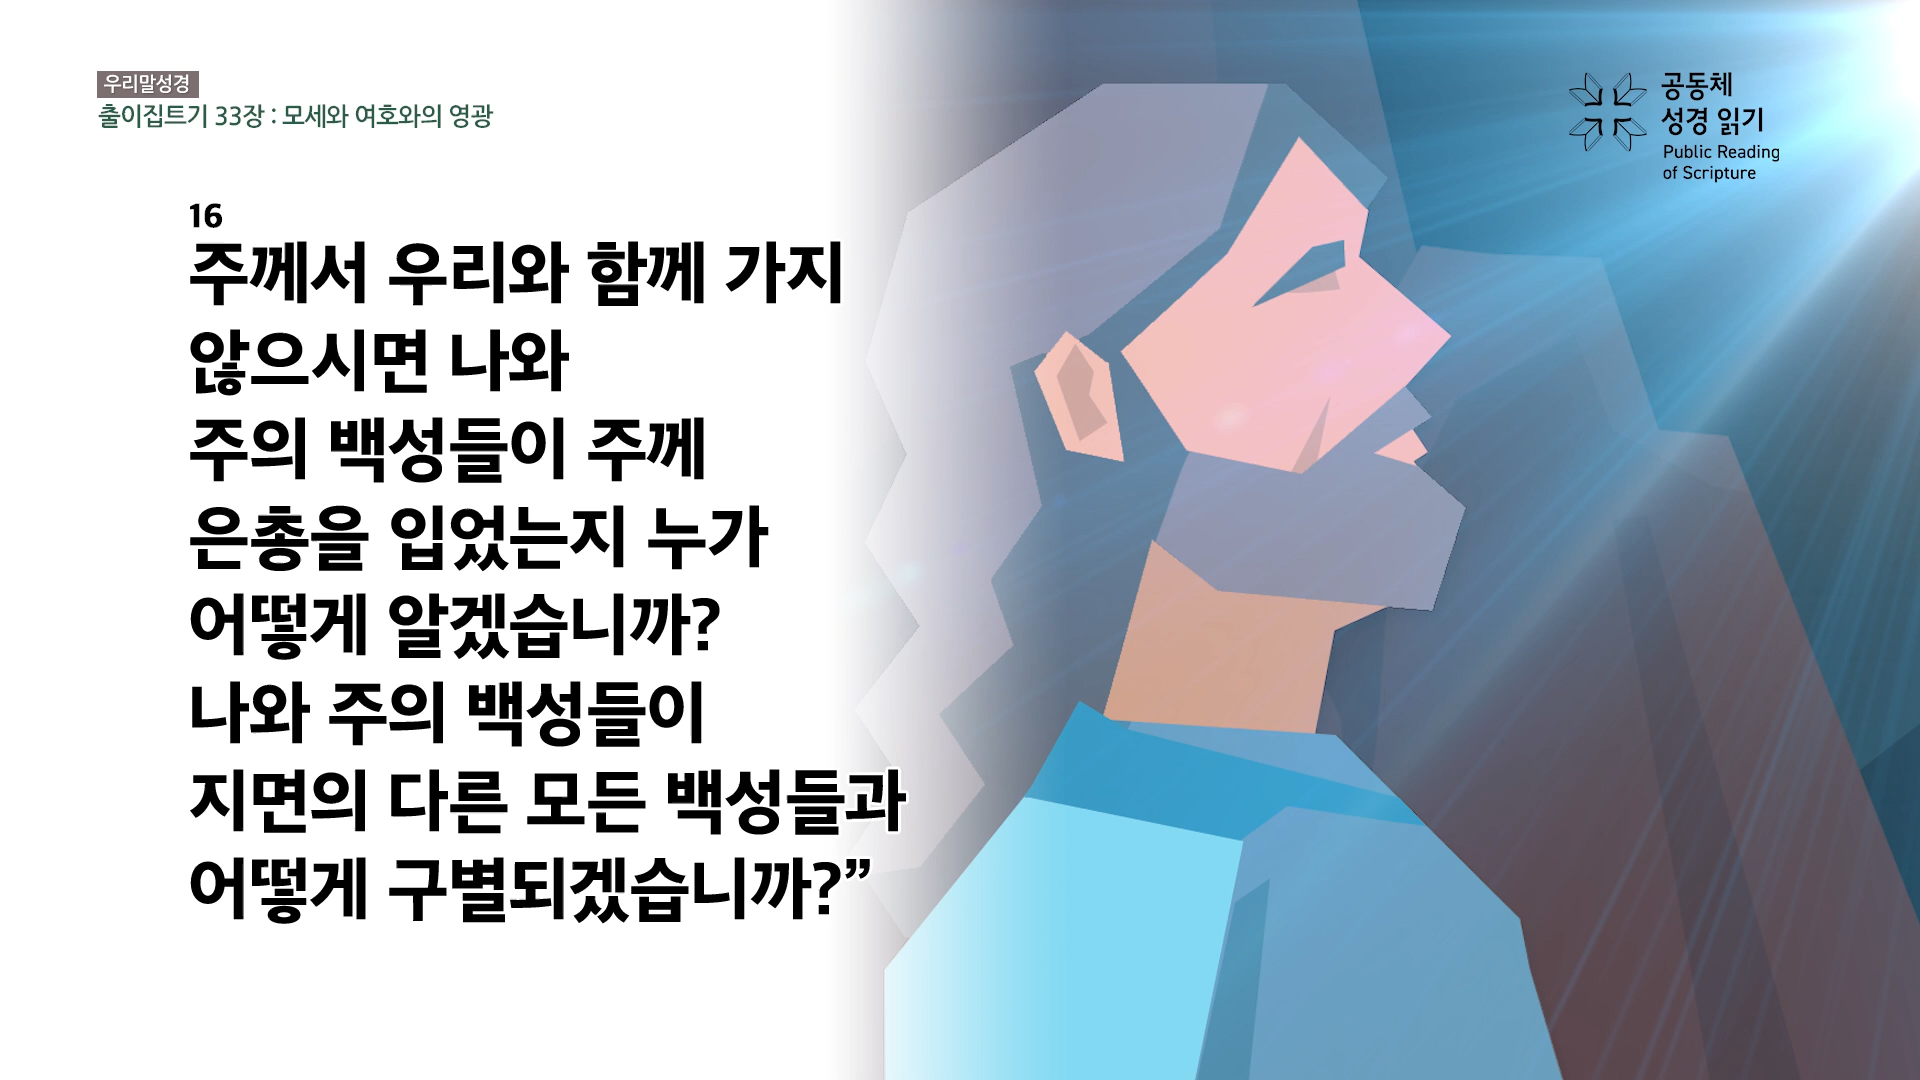 우리말성경
출이집트기 33장 : 모세와 여호와의 영광
공동체
성경 읽기
Public Reading
of Scripture
16
주께서 우리와 함께 가지
않으시면 나와
주의 백성들이 주께
은총을 입었는지 누가
어떻게 알겠습니까?
나와 주의 백성들이
지면의 다른 모든 백성들과
어떻게 구별되겠습니까?”